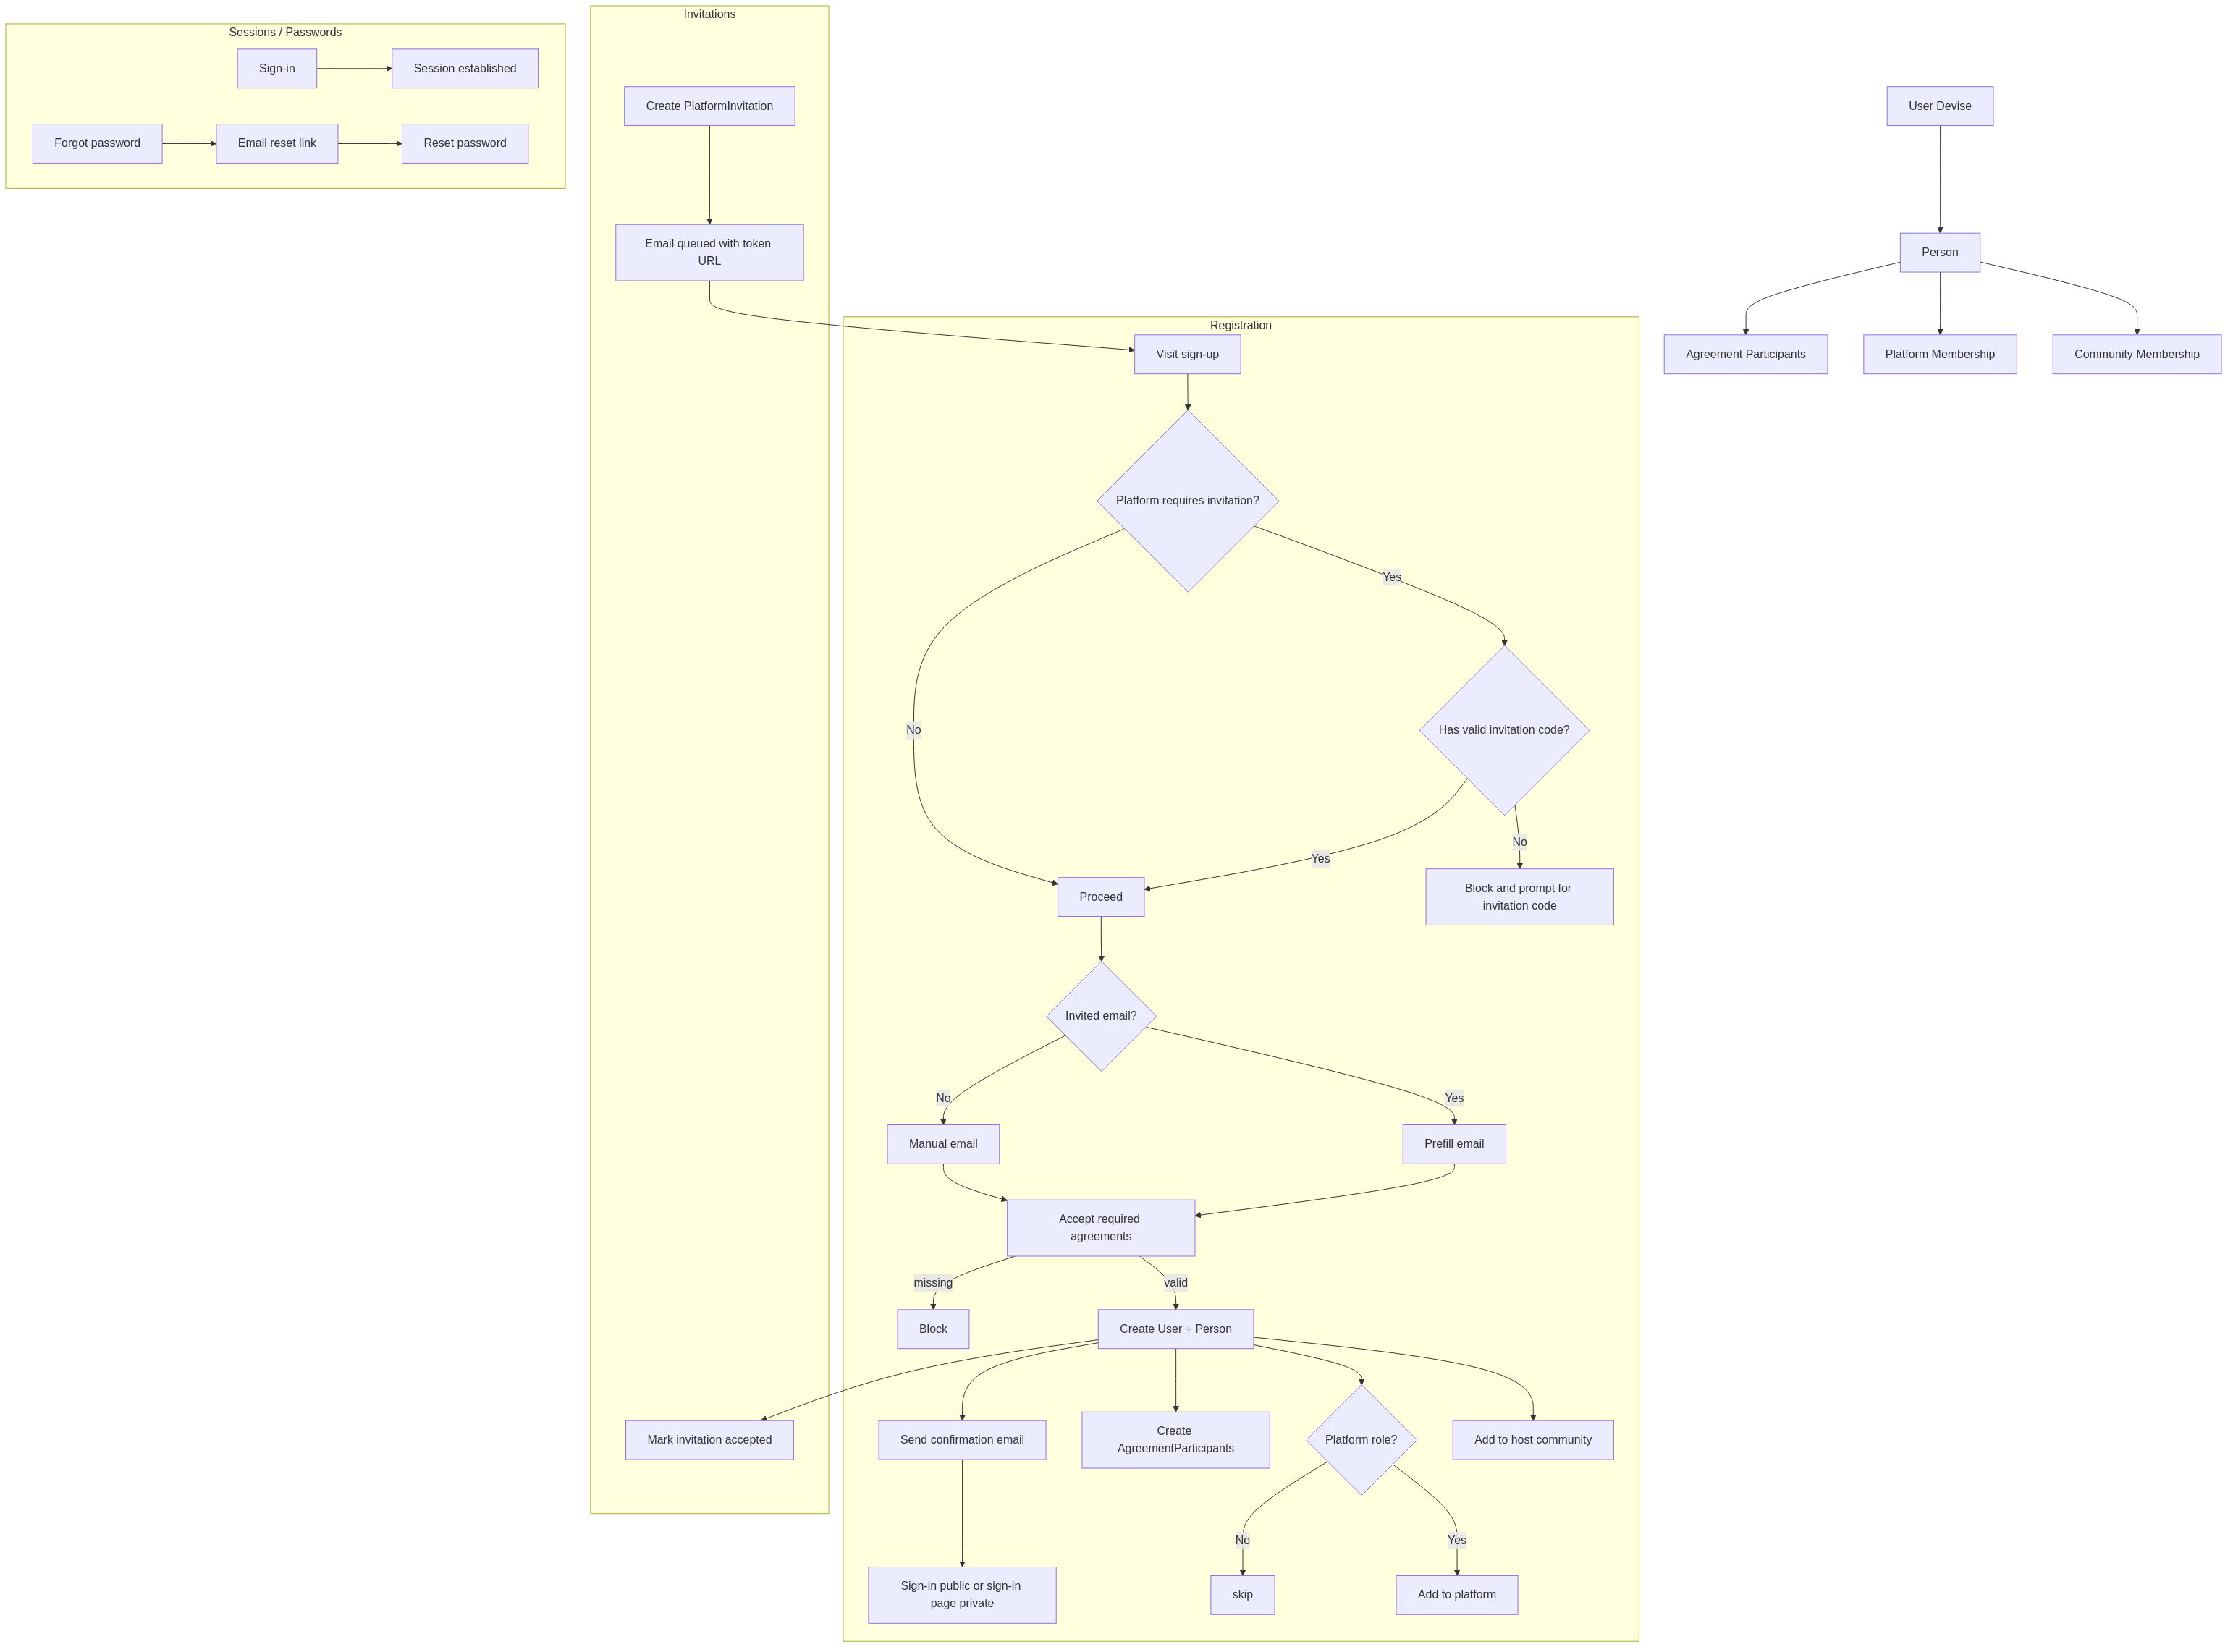 Sessions / Passwords
Sign-in
Session established
Forgot password
Email reset link
Reset password
Invitations
Create PlatformInvitation
Email queued with token
URL
Mark invitation accepted
Registration
Visit sign-up
Platform requires invitation?
Yes
No
Has valid invitation code?
Yes
No
Proceed
Block and prompt for
invitation code
Invited email?
No
Yes
Manual email
Prefill email
Accept required
agreements
missing
valid
Block
Create User + Person
Send confirmation email
Create
AgreementParticipants
Platform role?
Add to host community
No
Yes
Sign-in public or sign-in
page private
skip
Add to platform
User Devise
Person
Agreement Participants
Platform Membership
Community Membership